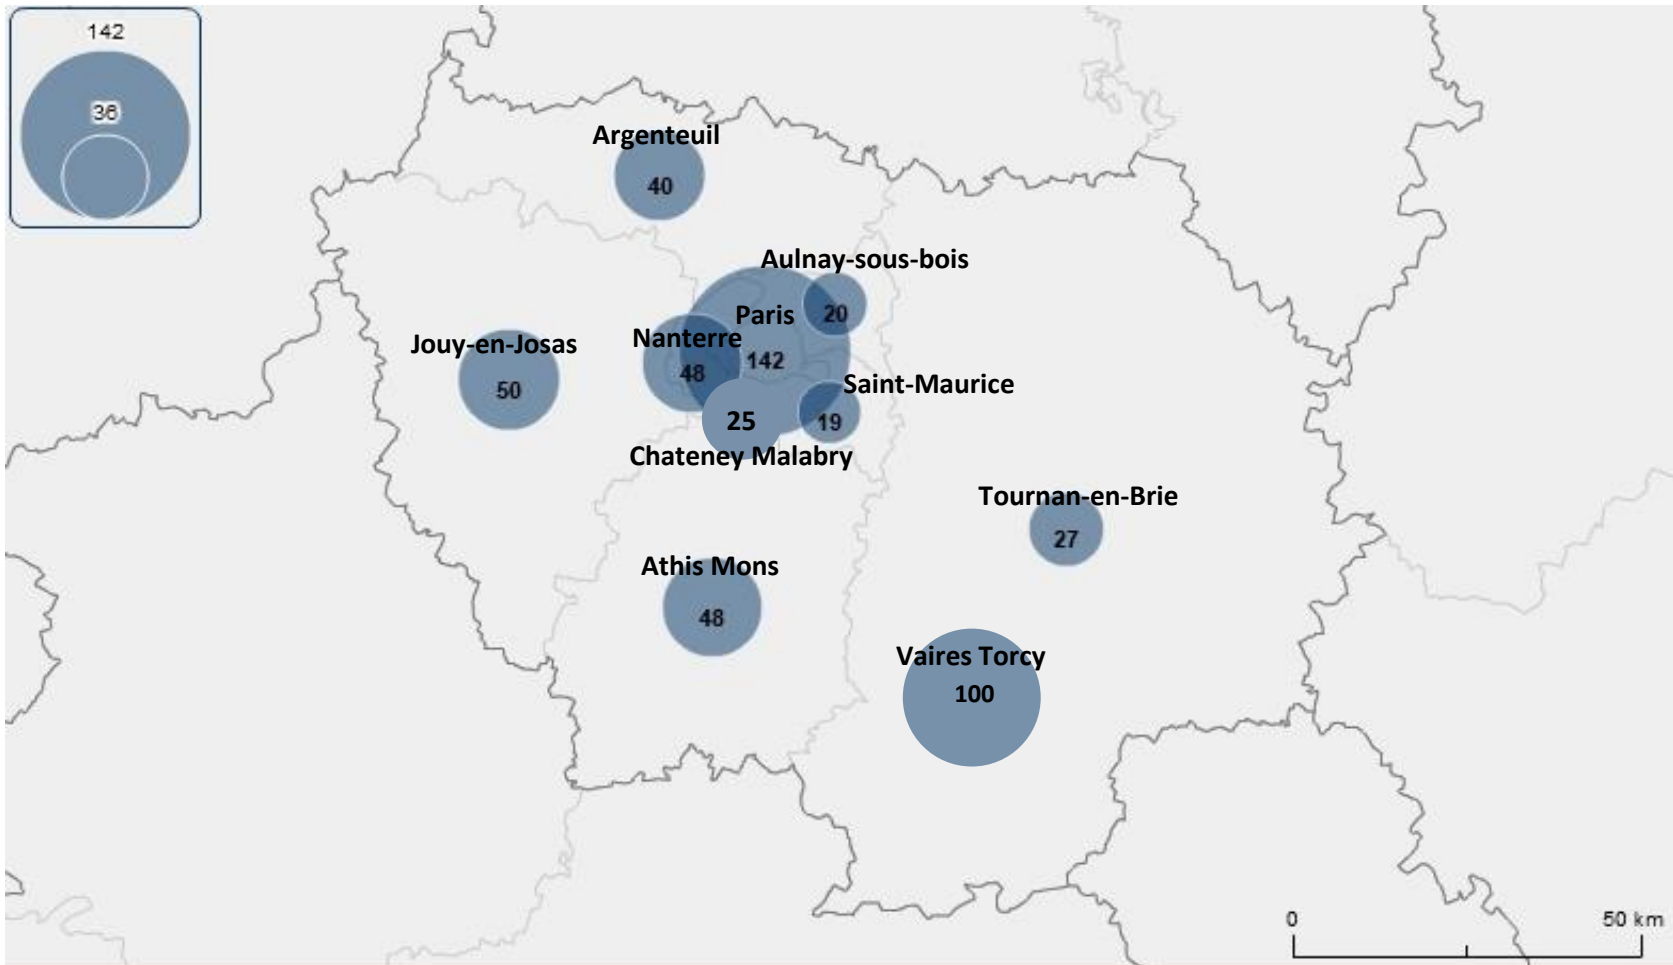 142
36
Argenteuil
40
Aulnay-sous-bois
20
Paris
142
Nanterre
48
Jouy-en-Josas
50
Saint-Maurice
19
25
Chateney Malabry
Tournan-en-Brie
27
Athis Mons
48
Vaires Torcy
100
0 50 km